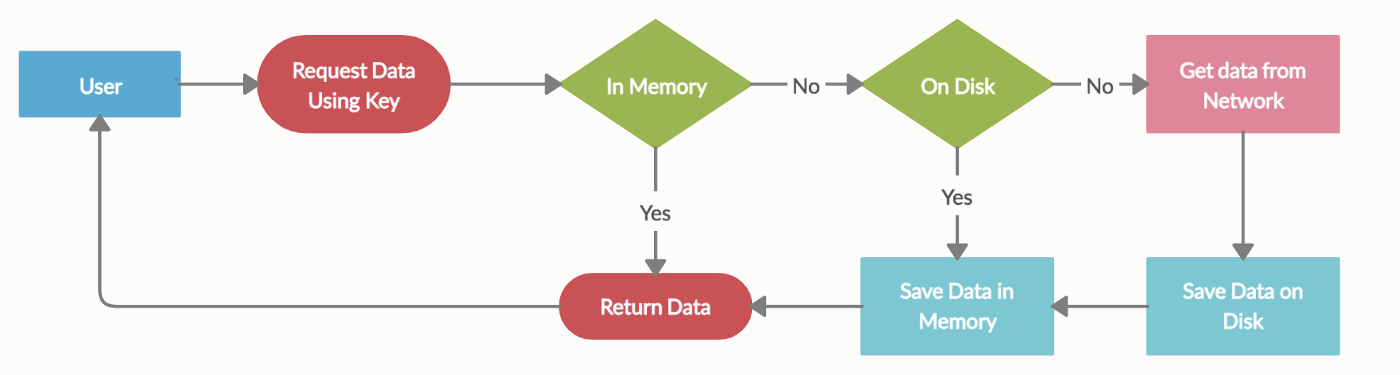 User
Request Data
Using Key
In Memory
No
On Disk
No
Get data from
Network
Yes
Yes
Return Data
Save Data in
Memory
Save Data on
Disk